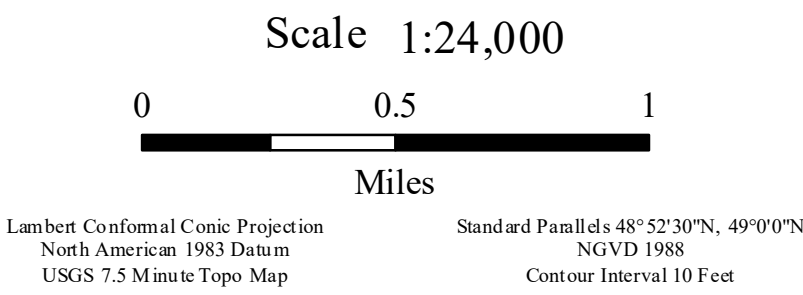 Scale 1:24,000
0 0.5 1
Miles
Lambert Conformal Conic Projection
North American 1983 Datum
USGS 7.5 Minute Topo Map
Standard Parallels 48°52'30"N, 49°0'0"N
NGVD 1988
Contour Interval 10 Feet